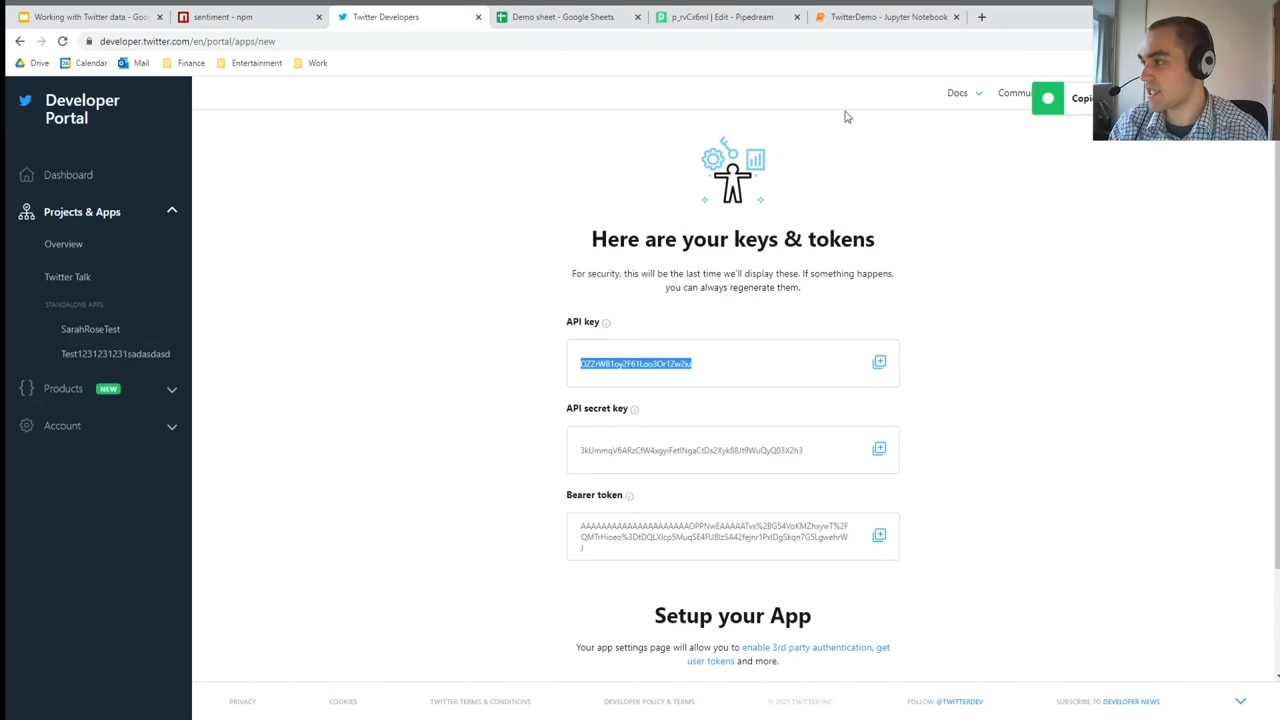 Working with Twitter data - Goo
sentiment - npm
Twitter Developers
Demo sheet - Google Sheets
p_rvCx6mI | Edit - Pipedream
TwitterDemo - Jupyter Notebook
developer.twitter.com/en/portal/apps/new
Drive
Calendar
Mail
Finance
Entertainment
Work
Developer
Portal
Docs
Commu
Copi
Dashboard
Projects & Apps
Overview
Twitter Talk
STANDALONE APPS
SarahRoseTest
Test1231231231sadasdasd
Products NEW
Account
Here are your keys & tokens
For security, this will be the last time we'll display these. If something happens,
you can always regenerate them.
API key
API secret key
Bearer token
Setup your App
Your app settings page will allow you to enable 3rd party authentication, get
user tokens and more.
PRIVACY
COOKIES
TWITTER TERMS & CONDITIONS
DEVELOPER POLICY & TERMS
© 2021 TWITTER INC.
FOLLOW @TWITTERDEV
SUBSCRIBE TO DEVELOPER NEWS